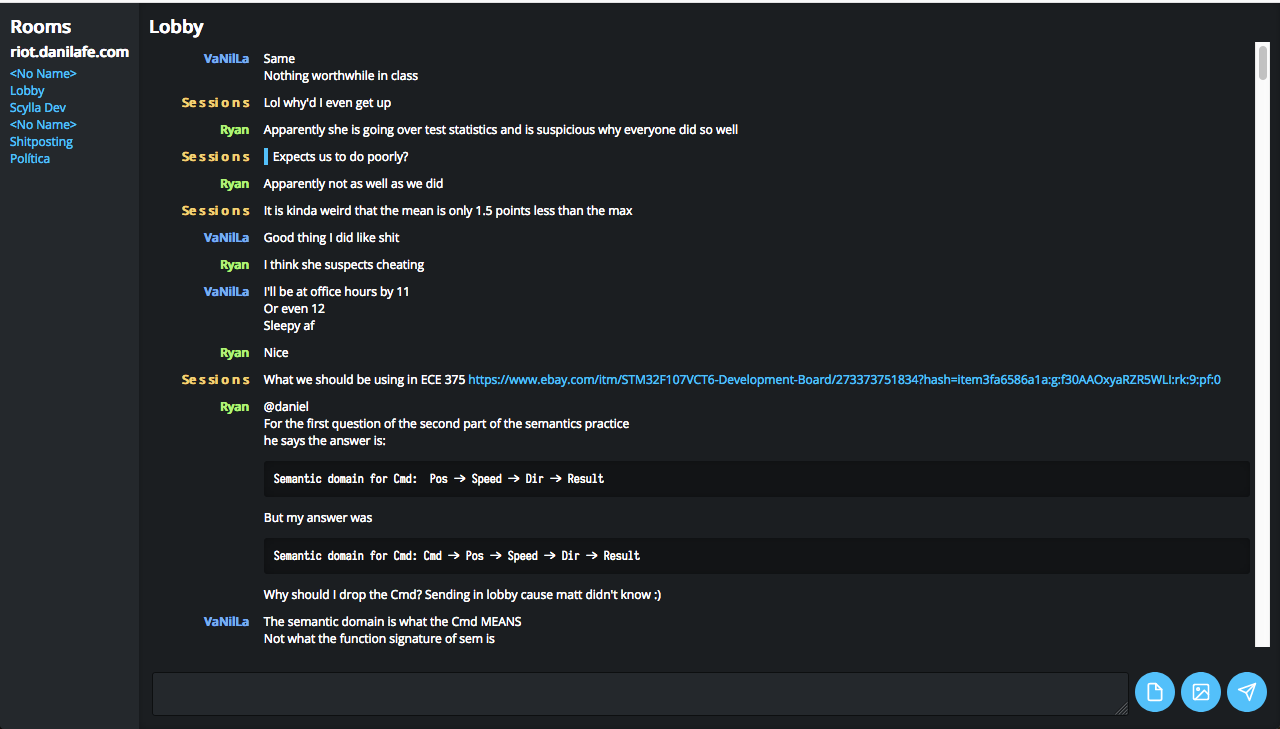 Rooms
riot.danilafe.com
<No Name>
Lobby
Scylla Dev
<No Name>
Shitposting
Política
Lobby
VaNilLa Same
Nothing worthwhile in class
Sessions Lol why'd I even get up
Ryan Apparently she is going over test statistics and is suspicious why everyone did so well
Sessions Expects us to do poorly?
Ryan Apparently not as well as we did
Sessions It is kinda weird that the mean is only 1.5 points less than the max
VaNilLa Good thing I did like shit
Ryan I think she suspects cheating
VaNilLa I'll be at office hours by 11
Or even 12
Sleepy af
Ryan Nice
Sessions What we should be using in ECE 375 https://www.ebay.com/itm/STM32F107VCT6-Development-Board/273373751834?hash=item3fa6586a1a:g:f30AAOxyaRZR5WLI:rk:9:pf:0
Ryan @daniel
For the first question of the second part of the semantics practice
he says the answer is:
Semantic domain for Cmd:  Pos -> Speed -> Dir -> Result
But my answer was
Semantic domain for Cmd: Cmd -> Pos -> Speed -> Dir -> Result
Why should I drop the Cmd? Sending in lobby cause matt didn't know :)
VaNilLa The semantic domain is what the Cmd MEANS
Not what the function signature of sem is